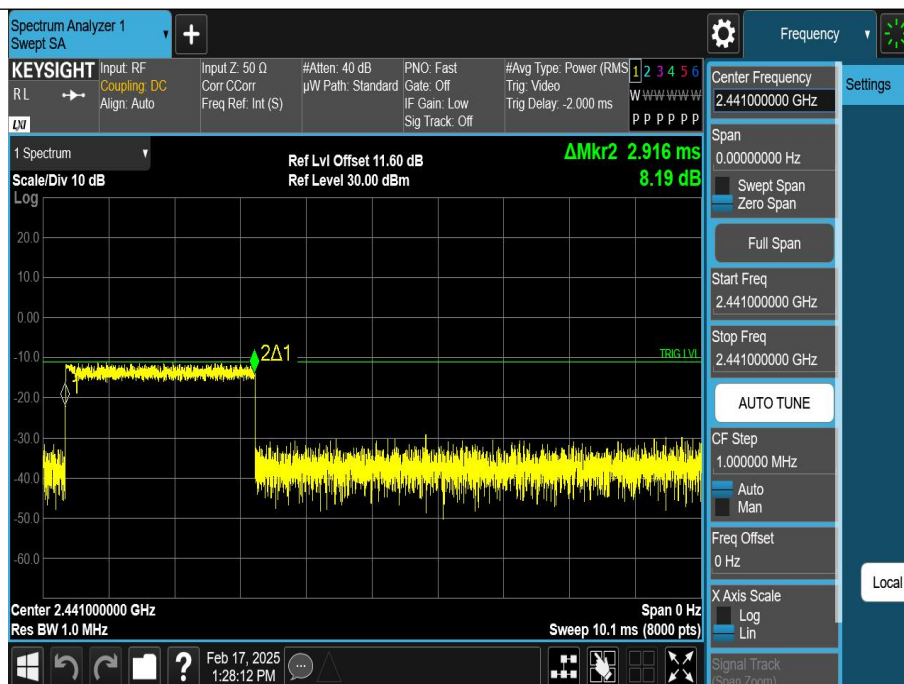 Spectrum Analyzer 1
Swept SA
Frequency
KEYSIGHT
RL
LXI
Input: RF
Coupling: DC
Align: Auto
Input Z: 50 Ω
Corr CCorr
Freq Ref: Int (S)
#Atten: 40 dB
µW Path: Standard
PNO: Fast
Gate: Off
IF Gain: Low
Sig Track: Off
#Avg Type: Power (RMS
Trig: Video
Trig Delay: -2.000 ms
1 2 3 4 5 6
W W W W W W
P P P P P P
Center Frequency
2.441000000 GHz
Settings
Span
0.00000000 Hz
Swept Span
Zero Span
Full Span
Start Freq
2.441000000 GHz
Stop Freq
2.441000000 GHz
AUTO TUNE
CF Step
1.000000 MHz
Auto
Man
Freq Offset
0 Hz
X Axis Scale
Log
Lin
Signal Track
(Span Zoom)
Local
1 Spectrum
Scale/Div 10 dB
Log
Ref Lvl Offset 11.60 dB
Ref Level 30.00 dBm
ΔMkr2 2.916 ms
8.19 dB
20.0
10.0
0.00
-10.0
-20.0
-30.0
-40.0
-50.0
-60.0
2Δ1
TRIG LVL
Center 2.441000000 GHz
Res BW 1.0 MHz
Span 0 Hz
Sweep 10.1 ms (8000 pts)
?
Feb 17, 2025
1:28:12 PM